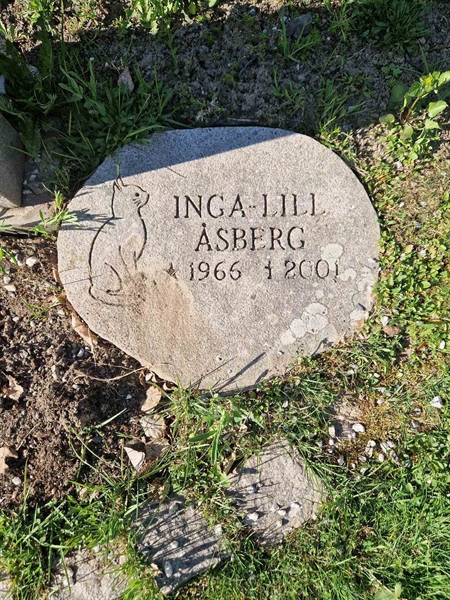 INGA-LILL
ÅSBERG
* 1966 † 2001